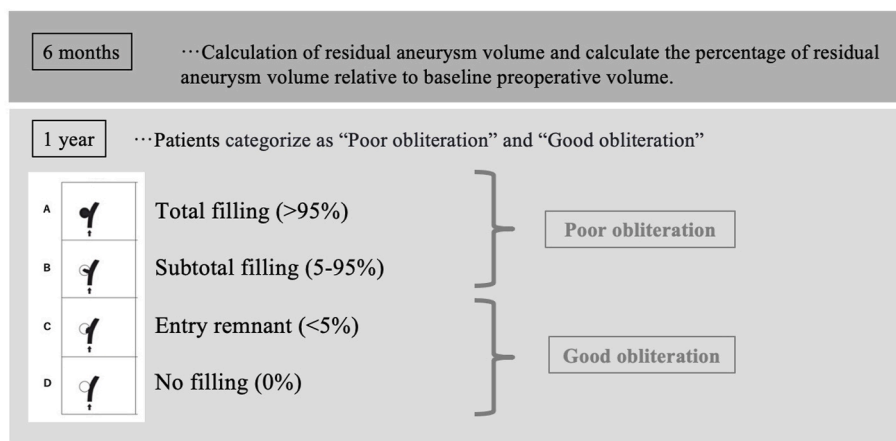 6 months
⋯Calculation of residual aneurysm volume and calculate the percentage of residual
aneurysm volume relative to baseline preoperative volume.
1 year
⋯Patients categorize as “Poor obliteration” and “Good obliteration”
A
Total filling (>95%)
B
Subtotal filling (5-95%)
Poor obliteration
C
Entry remnant (<5%)
D
No filling (0%)
Good obliteration